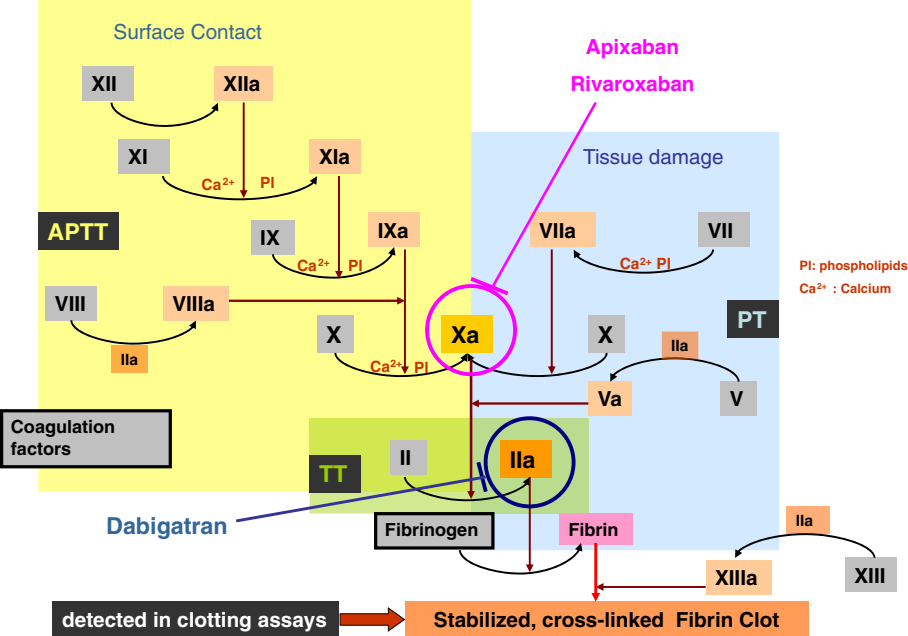 Surface Contact
Apixaban
Rivaroxaban
XII
XIIa
Tissue damage
XI
XIa
Ca²⁺ Pl
APTT
IX
IXa
VIIa
VII
Ca²⁺ Pl
Ca²⁺ Pl
Pl: phospholipids
Ca²⁺ : Calcium
VIII
VIIIa
IIa
X
Xa
X
PT
IIa
Ca²⁺ Pl
Va
V
Coagulation
factors
TT
II
IIa
Dabigatran
Fibrinogen
Fibrin
IIa
XIIIa
XIII
detected in clotting assays
Stabilized, cross-linked Fibrin Clot